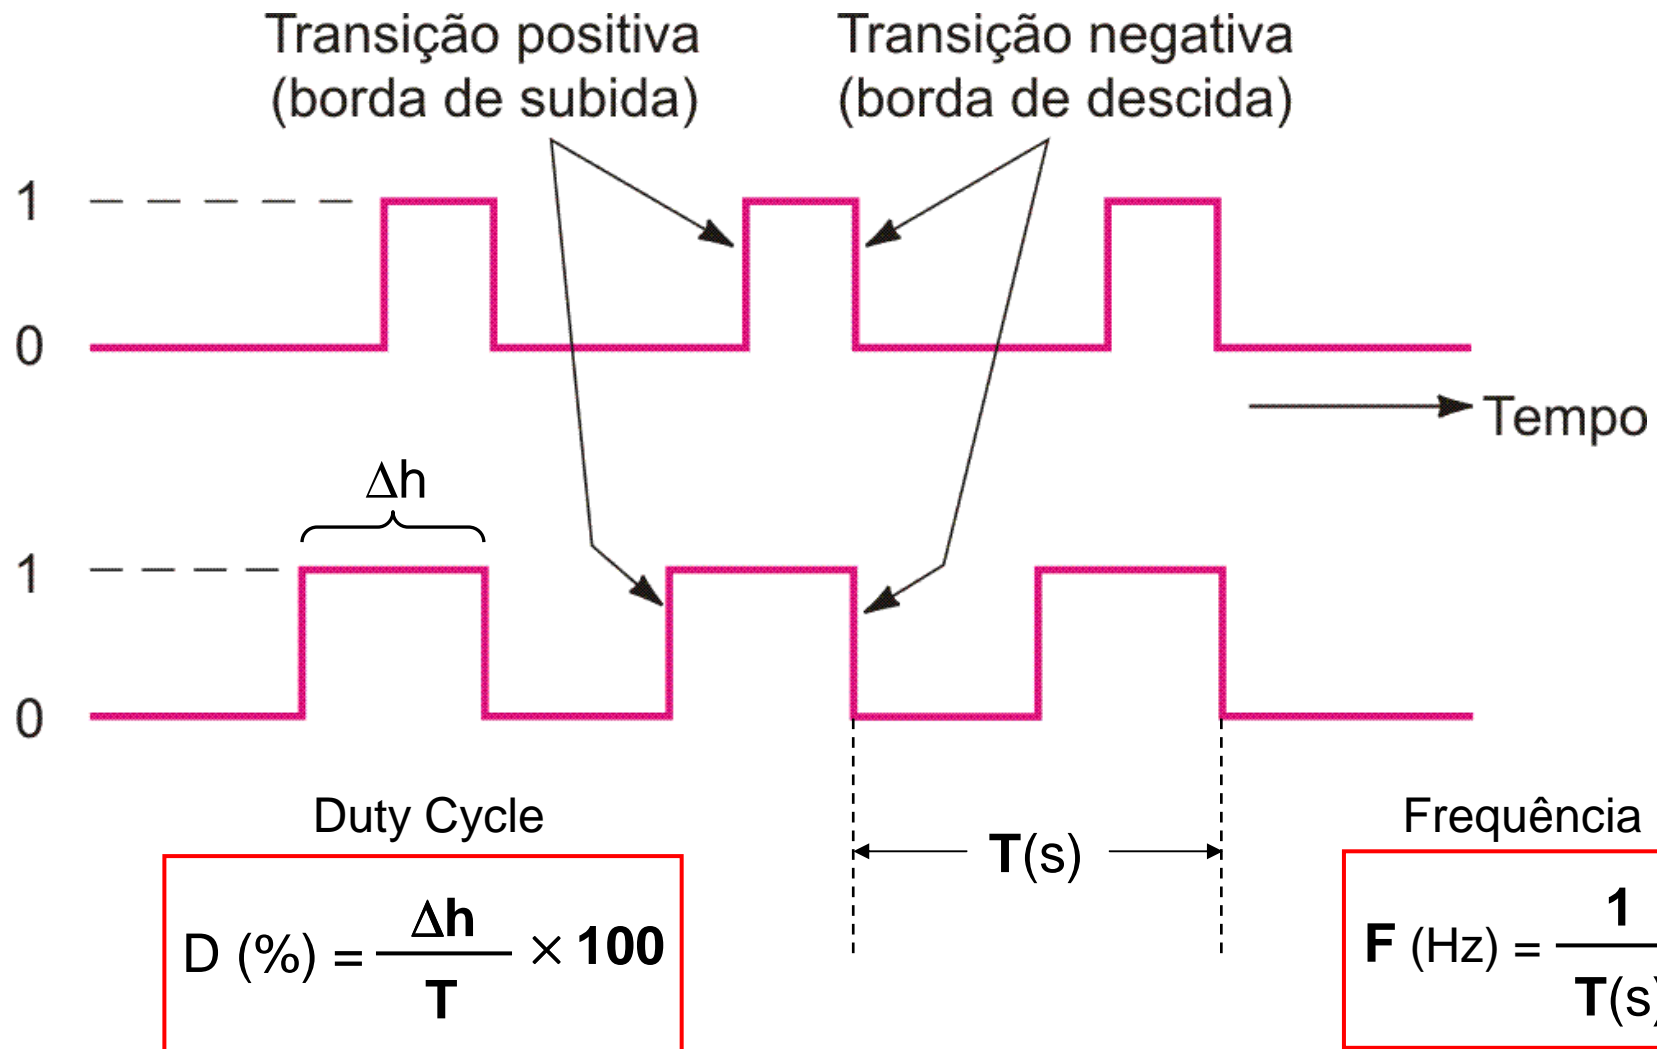 Transição positiva
(borda de subida)
Transição negativa
(borda de descida)
1
0
Tempo
Δh
1
0
T(s)
Duty Cycle
D (%) = Δh / T × 100
Frequência
F (Hz) = 1 / T(s)